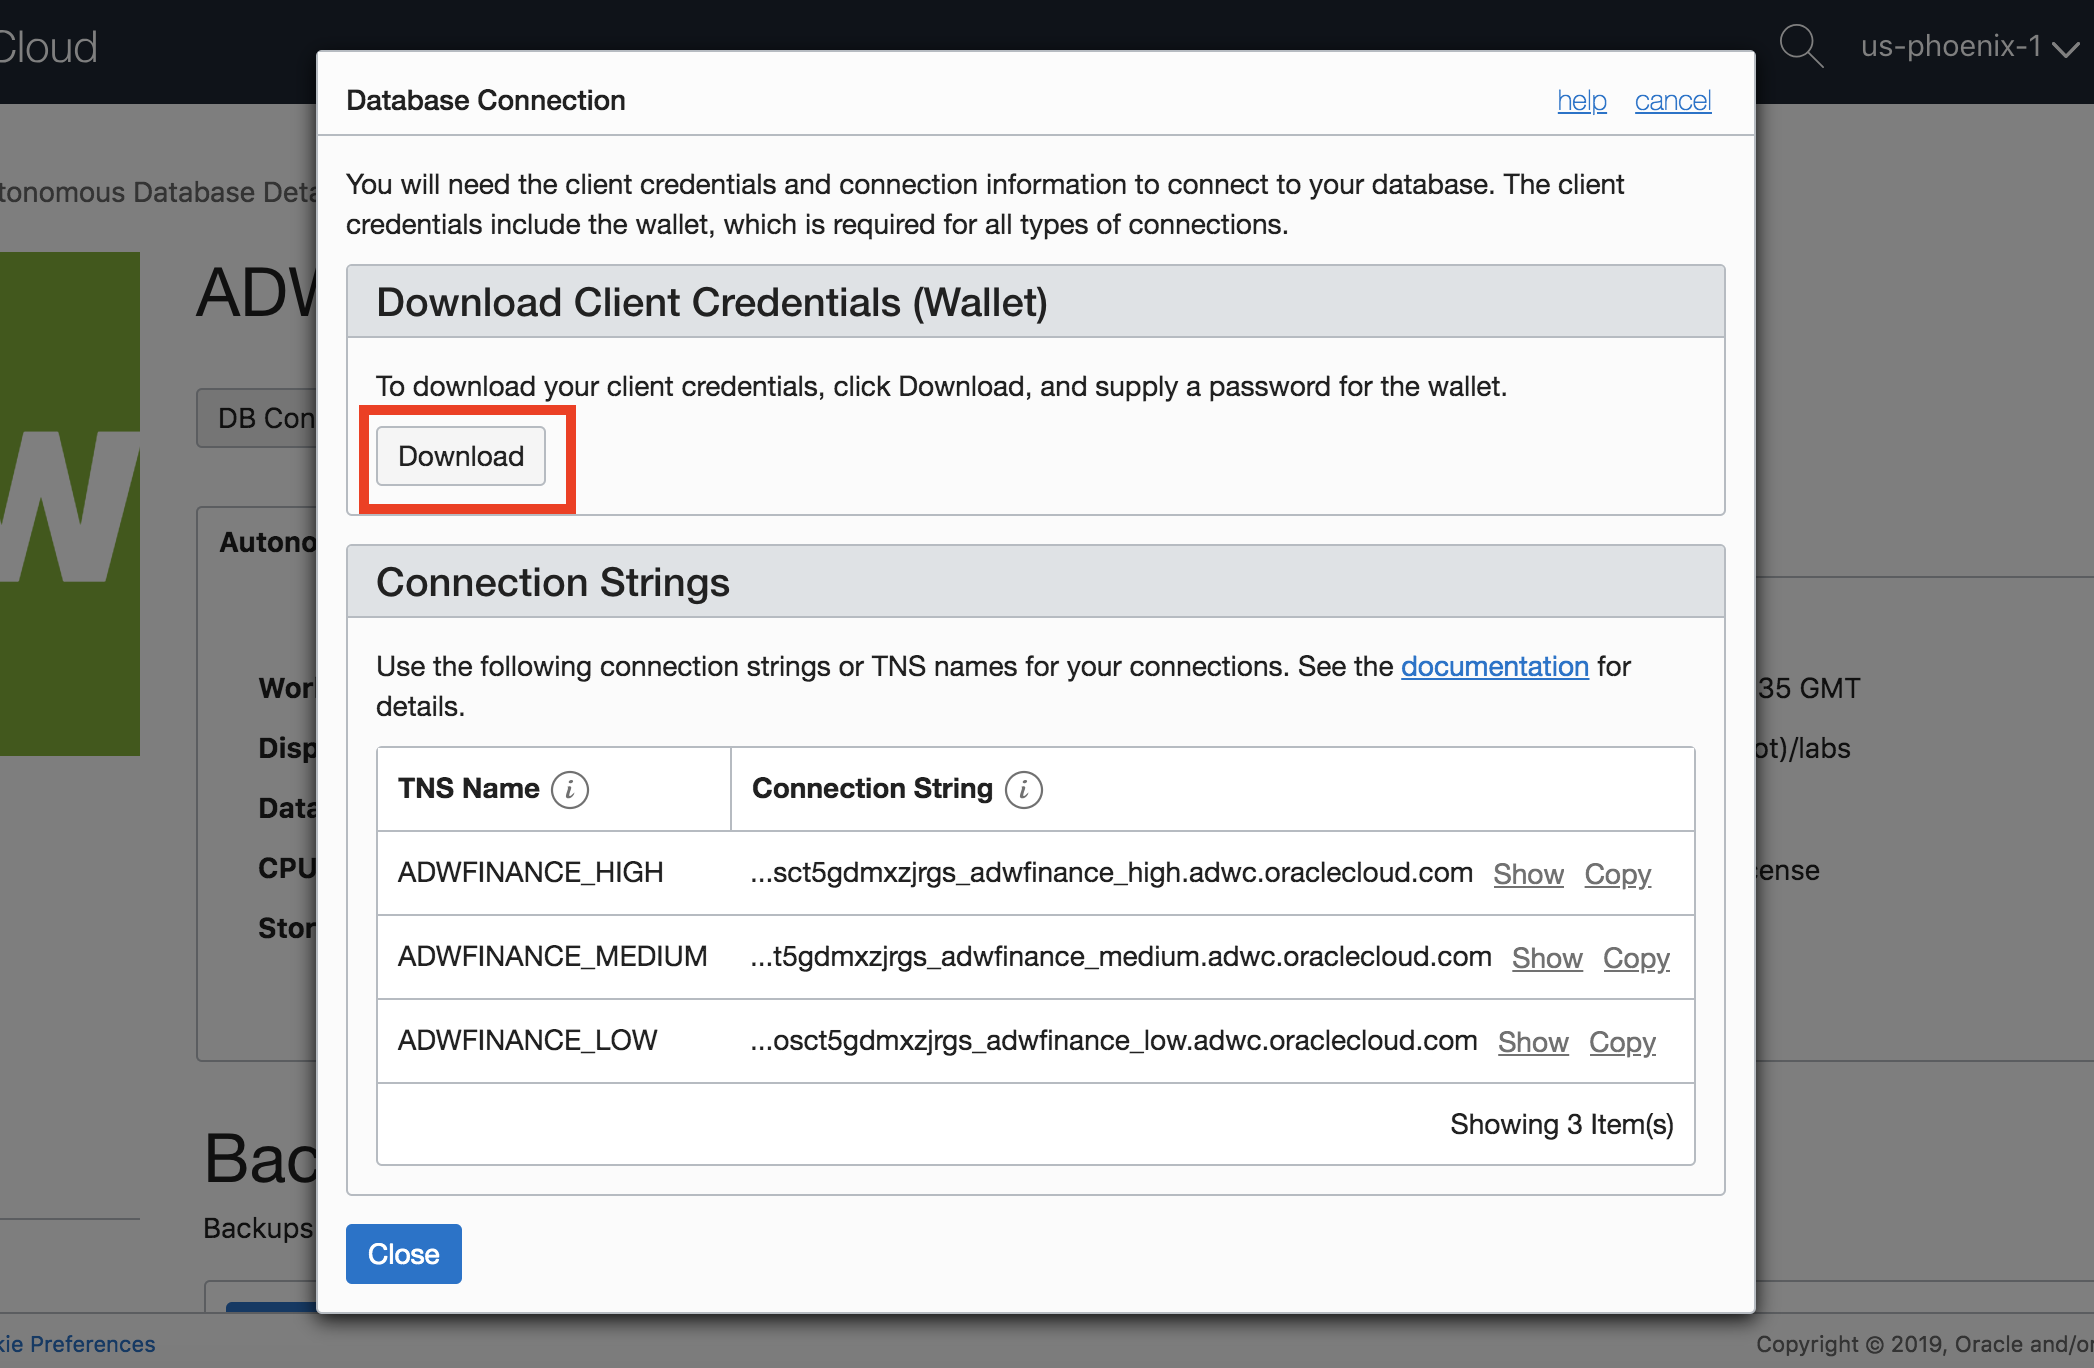 Cloud
us-phoenix-1
Database Connection
help cancel
You will need the client credentials and connection information to connect to your database. The client
credentials include the wallet, which is required for all types of connections.
Download Client Credentials (Wallet)
To download your client credentials, click Download, and supply a password for the wallet.
Download
Connection Strings
Use the following connection strings or TNS names for your connections. See the documentation for
details.
TNS Name i Connection String i
ADWFINANCE_HIGH ...sct5gdmxzjrgs_adwfinance_high.adwc.oraclecloud.com Show Copy
ADWFINANCE_MEDIUM ...t5gdmxzjrgs_adwfinance_medium.adwc.oraclecloud.com Show Copy
ADWFINANCE_LOW ...osct5gdmxzjrgs_adwfinance_low.adwc.oraclecloud.com Show Copy
Showing 3 Item(s)
Close
tonomous Database Deta
W
ADW
DB Con
Autono
Wor
Disp
Data
CPU
Stor
35 GMT
ot)/labs
cense
Bac
Backups
kie Preferences
Copyright © 2019, Oracle and/or